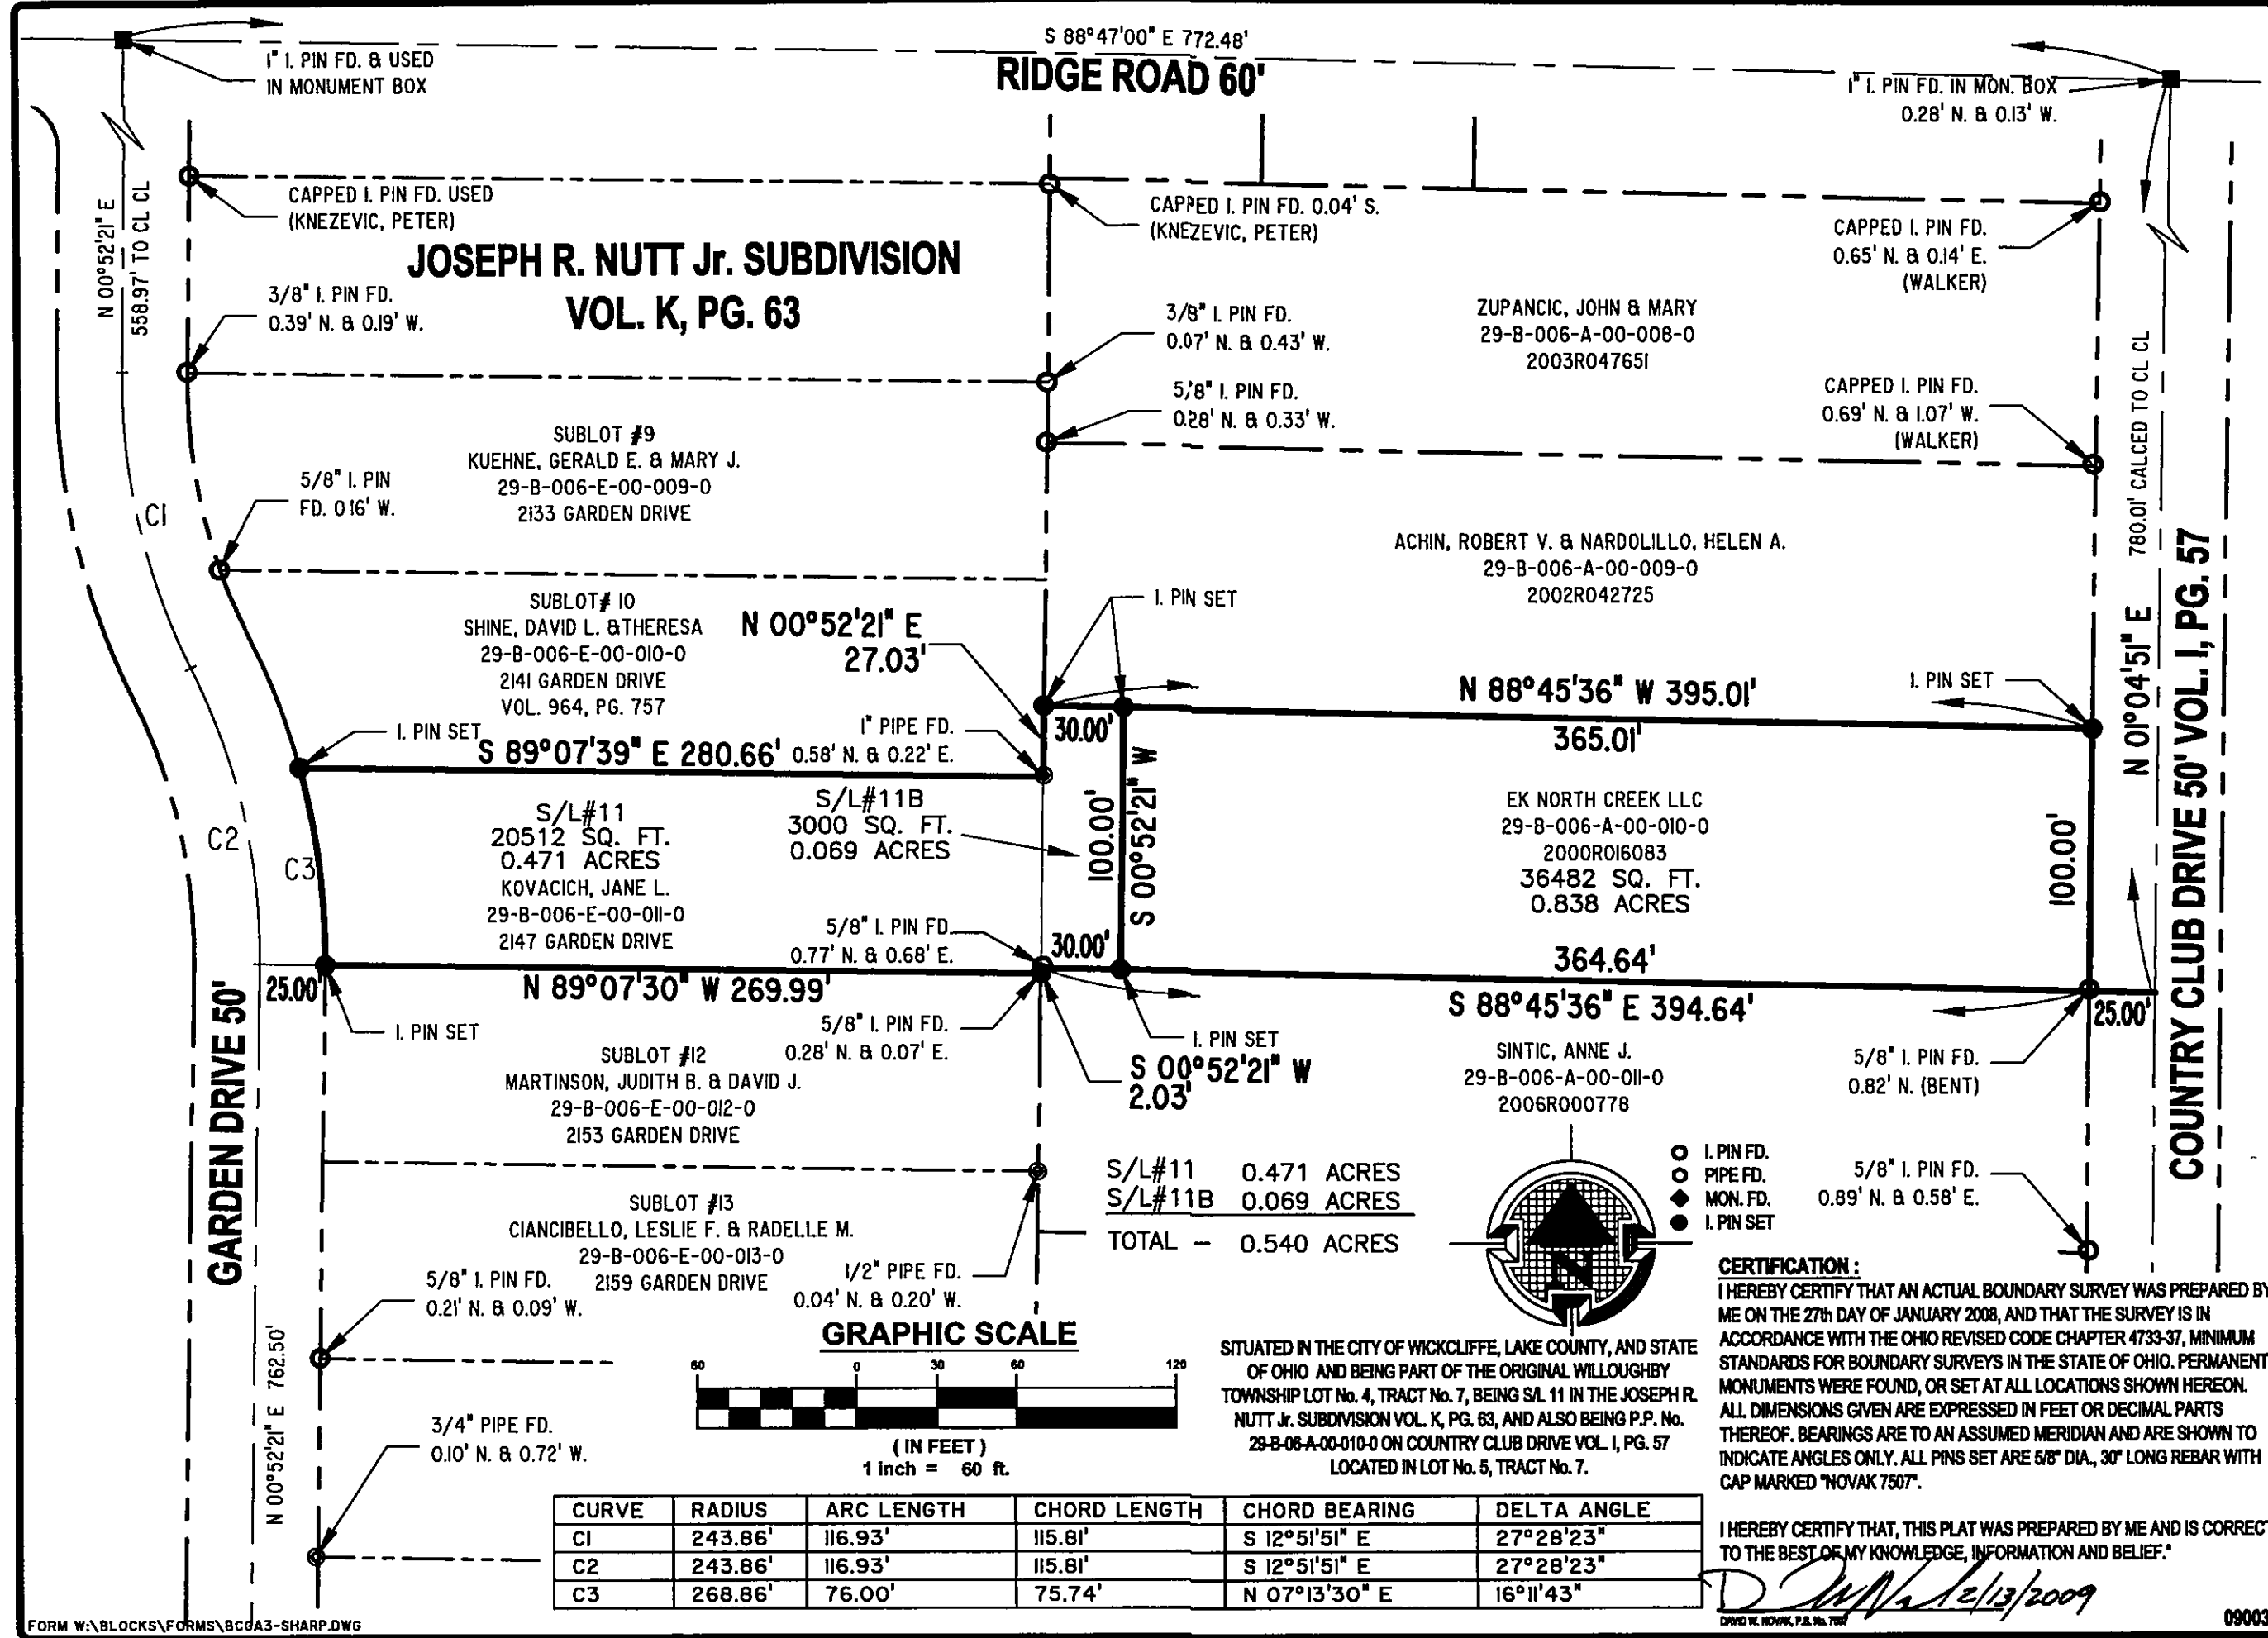 S 88°47'00" E 772.48'
RIDGE ROAD 60'
1" I. PIN FD. & USED
IN MONUMENT BOX
1" I. PIN FD. IN MON. BOX
0.28' N. & 0.13' W.
N 00°52'21" E
558.97' TO CL CL
CAPPED I. PIN FD. USED
(KNEZEVIC, PETER)
CAPPED I. PIN FD. 0.04' S.
(KNEZEVIC, PETER)
CAPPED I. PIN FD.
0.65' N. & 0.14' E.
(WALKER)
JOSEPH R. NUTT Jr. SUBDIVISION
VOL. K, PG. 63
3/8" I. PIN FD.
0.39' N. & 0.19' W.
3/8" I. PIN FD.
0.07' N. & 0.43' W.
ZUPANCIC, JOHN & MARY
29-B-006-A-00-008-0
2003R047651
5/8" I. PIN FD.
0.28' N. & 0.33' W.
CAPPED I. PIN FD.
0.69' N. & 1.07' W.
(WALKER)
780.01' CALCED TO CL CL
SUBLOT #9
KUEHNE, GERALD E. & MARY J.
29-B-006-E-00-009-0
2133 GARDEN DRIVE
5/8" I. PIN
FD. 0.16' W.
C1
ACHIN, ROBERT V. & NARDOLILLO, HELEN A.
29-B-006-A-00-009-0
2002R042725
SUBLOT# 10
SHINE, DAVID L. &THERESA
29-B-006-E-00-010-0
2141 GARDEN DRIVE
VOL. 964, PG. 757
N 00°52'21" E
27.03'
I. PIN SET
N 01°04'51" E
COUNTRY CLUB DRIVE 50' VOL. I, PG. 57
N 88°45'36" W 395.01'
I. PIN SET
365.01'
30.00'
I. PIN SET
S 89°07'39" E 280.66'
1" PIPE FD.
0.58' N. & 0.22' E.
100.00'
S 00°52'21" W
S/L#11
20512 SQ. FT.
0.471 ACRES
KOVACICH, JANE L.
29-B-006-E-00-011-0
2147 GARDEN DRIVE
S/L#11B
3000 SQ. FT.
0.069 ACRES
EK NORTH CREEK LLC
29-B-006-A-00-010-0
2000R016083
36482 SQ. FT.
0.838 ACRES
100.00'
C2
C3
5/8" I. PIN FD.
0.77' N. & 0.68' E.
30.00'
364.64'
25.00'
N 89°07'30" W 269.99'
S 88°45'36" E 394.64'
25.00'
GARDEN DRIVE 50'
I. PIN SET
5/8" I. PIN FD.
0.28' N. & 0.07' E.
I. PIN SET
S 00°52'21" W
2.03'
SUBLOT #12
MARTINSON, JUDITH B. & DAVID J.
29-B-006-E-00-012-0
2153 GARDEN DRIVE
SINTIC, ANNE J.
29-B-006-A-00-011-0
2006R000778
5/8" I. PIN FD.
0.82' N. (BENT)
S/L#11 0.471 ACRES
S/L#11B 0.069 ACRES
TOTAL – 0.540 ACRES
N
I. PIN FD.
PIPE FD.
MON. FD.
I. PIN SET
5/8" I. PIN FD.
0.89' N. & 0.58' E.
SUBLOT #13
CIANCIBELLO, LESLIE F. & RADELLE M.
29-B-006-E-00-013-0
2159 GARDEN DRIVE
5/8" I. PIN FD.
0.21' N. & 0.09' W.
1/2" PIPE FD.
0.04' N. & 0.20' W.
N 00°52'21" E 762.50'
3/4" PIPE FD.
0.10' N. & 0.72' W.
GRAPHIC SCALE
60 0 30 60 120
( IN FEET )
1 inch = 60 ft.
SITUATED IN THE CITY OF WICKCLIFFE, LAKE COUNTY, AND STATE
OF OHIO AND BEING PART OF THE ORIGINAL WILLOUGHBY
TOWNSHIP LOT No. 4, TRACT No. 7, BEING S/L 11 IN THE JOSEPH R.
NUTT Jr. SUBDIVISION VOL. K, PG. 63, AND ALSO BEING P.P. No.
29-B-06-A-00-010-0 ON COUNTRY CLUB DRIVE VOL. I, PG. 57
LOCATED IN LOT No. 5, TRACT No. 7.
CERTIFICATION :
I HEREBY CERTIFY THAT AN ACTUAL BOUNDARY SURVEY WAS PREPARED BY
ME ON THE 27th DAY OF JANUARY 2008, AND THAT THE SURVEY IS IN
ACCORDANCE WITH THE OHIO REVISED CODE CHAPTER 4733-37, MINIMUM
STANDARDS FOR BOUNDARY SURVEYS IN THE STATE OF OHIO. PERMANENT
MONUMENTS WERE FOUND, OR SET AT ALL LOCATIONS SHOWN HEREON.
ALL DIMENSIONS GIVEN ARE EXPRESSED IN FEET OR DECIMAL PARTS
THEREOF. BEARINGS ARE TO AN ASSUMED MERIDIAN AND ARE SHOWN TO
INDICATE ANGLES ONLY. ALL PINS SET ARE 5/8" DIA., 30" LONG REBAR WITH
CAP MARKED "NOVAK 7507".
I HEREBY CERTIFY THAT, THIS PLAT WAS PREPARED BY ME AND IS CORRECT
TO THE BEST OF MY KNOWLEDGE, INFORMATION AND BELIEF."
2/13/2009
DAVID W. NOVAK, P.S. No. 7507
09003
CURVE RADIUS ARC LENGTH CHORD LENGTH CHORD BEARING DELTA ANGLE
C1 243.86' 116.93' 115.81' S 12°51'51" E 27°28'23"
C2 243.86' 116.93' 115.81' S 12°51'51" E 27°28'23"
C3 268.86' 76.00' 75.74' N 07°13'30" E 16°11'43"
FORM W:\BLOCKS\FORMS\BCGA3-SHARP.DWG